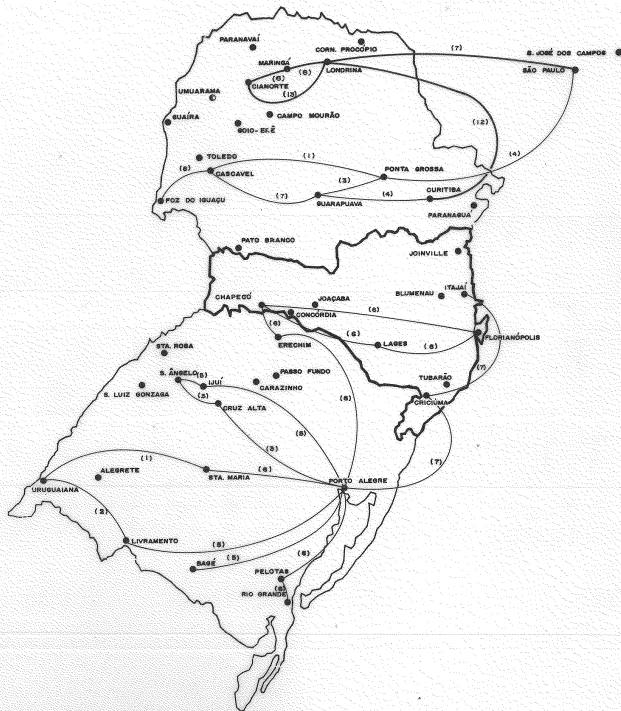 PARANAVAÍ
CORN. PROCÓPIO
(7)
S. JOSÉ DOS CAMPOS
MARINGÁ
(6)
(6)
LONDRINA
SÃO PAULO
CIANORTE
(13)
UMUARAMA
GUAÍRA
CAMPO MOURÃO
GOIO-ERÊ
(12)
TOLEDO
(1)
(4)
(8)
CASCAVEL
PONTA GROSSA
(3)
(7)
(4)
CURITIBA
FOZ DO IGUAÇU
GUARAPUAVA
PARANAGUÁ
PATO BRANCO
JOINVILLE
CHAPECÓ
JOAÇABA
BLUMENAU
ITAJAÍ
CONCÓRDIA
(6)
(6)
(6)
(6)
FLORIANÓPOLIS
ERECHIM
LAGES
STA. ROSA
S. ÂNGELO
(5)
IJUÍ
PASSO FUNDO
CARAZINHO
TUBARÃO
(7)
S. LUIZ GONZAGA
(3)
CRUZ ALTA
(6)
CRICIÚMA
(5)
(3)
(1)
(7)
ALEGRETE
STA. MARIA
(6)
PORTO ALEGRE
URUGUAIANA
(2)
LIVRAMENTO
(5)
(5)
(6)
BAGÉ
PELOTAS
(6)
RIO GRANDE